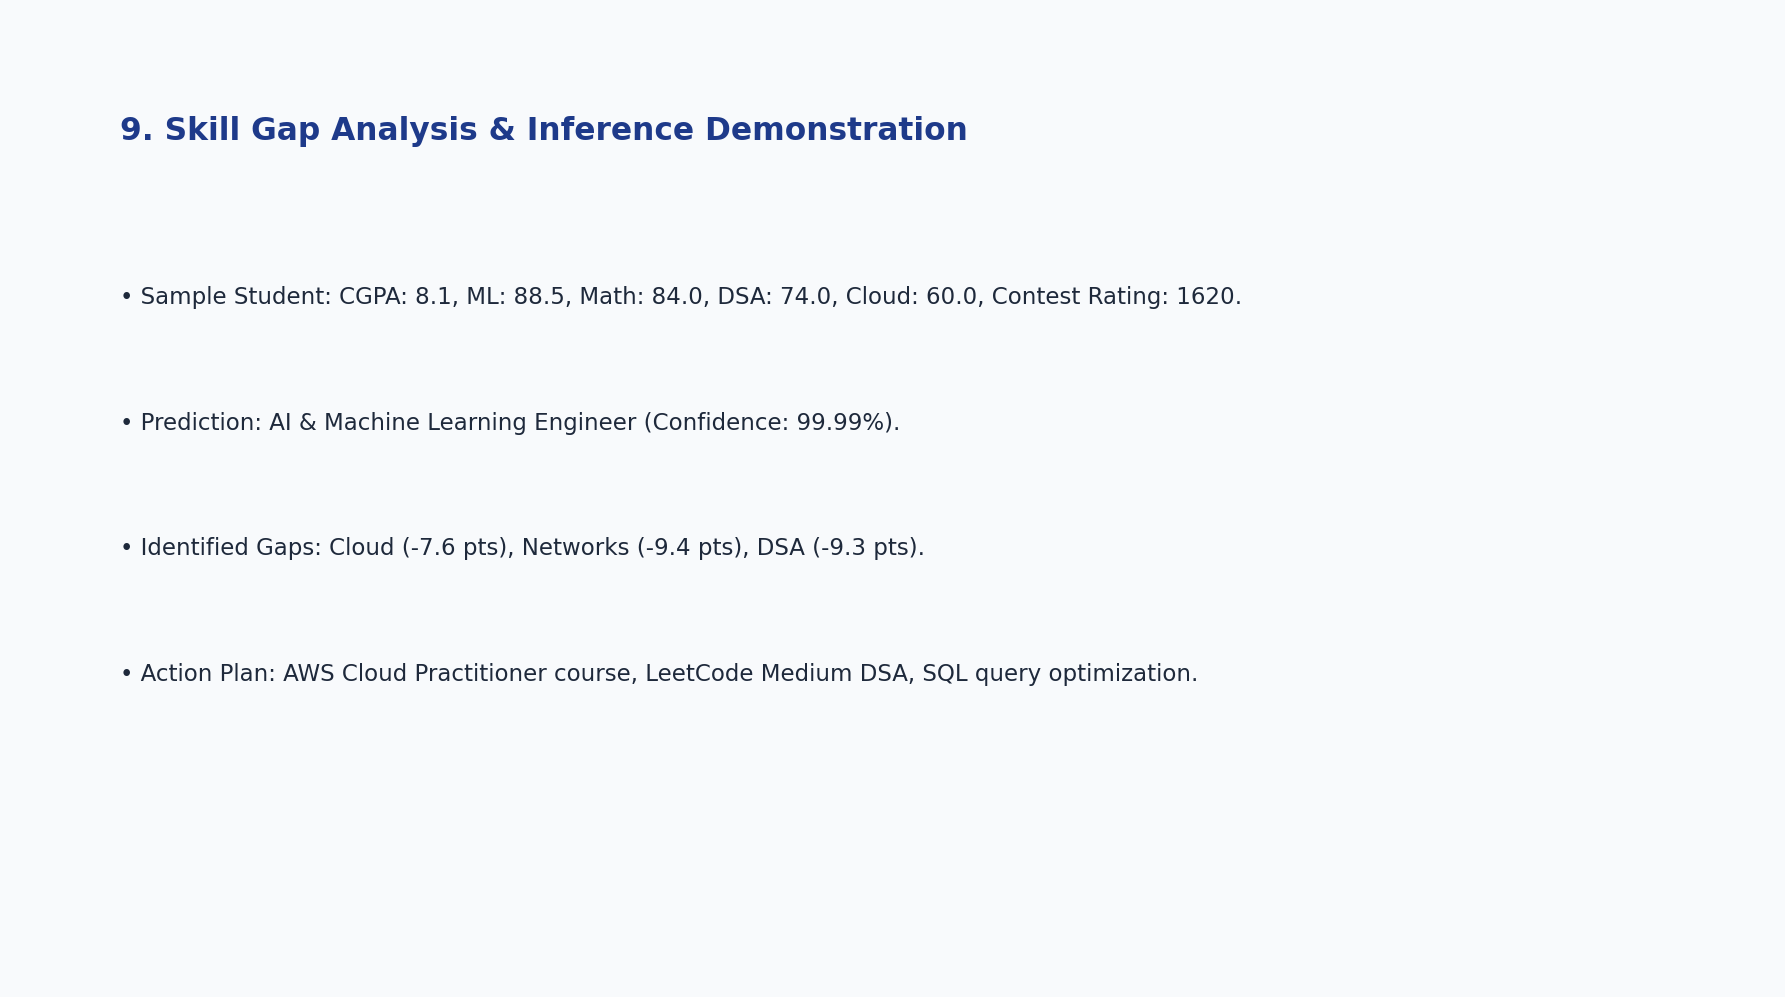 9. Skill Gap Analysis & Inference Demonstration
• Sample Student: CGPA: 8.1, ML: 88.5, Math: 84.0, DSA: 74.0, Cloud: 60.0, Contest Rating: 1620.
• Prediction: AI & Machine Learning Engineer (Confidence: 99.99%).
• Identified Gaps: Cloud (-7.6 pts), Networks (-9.4 pts), DSA (-9.3 pts).
• Action Plan: AWS Cloud Practitioner course, LeetCode Medium DSA, SQL query optimization.